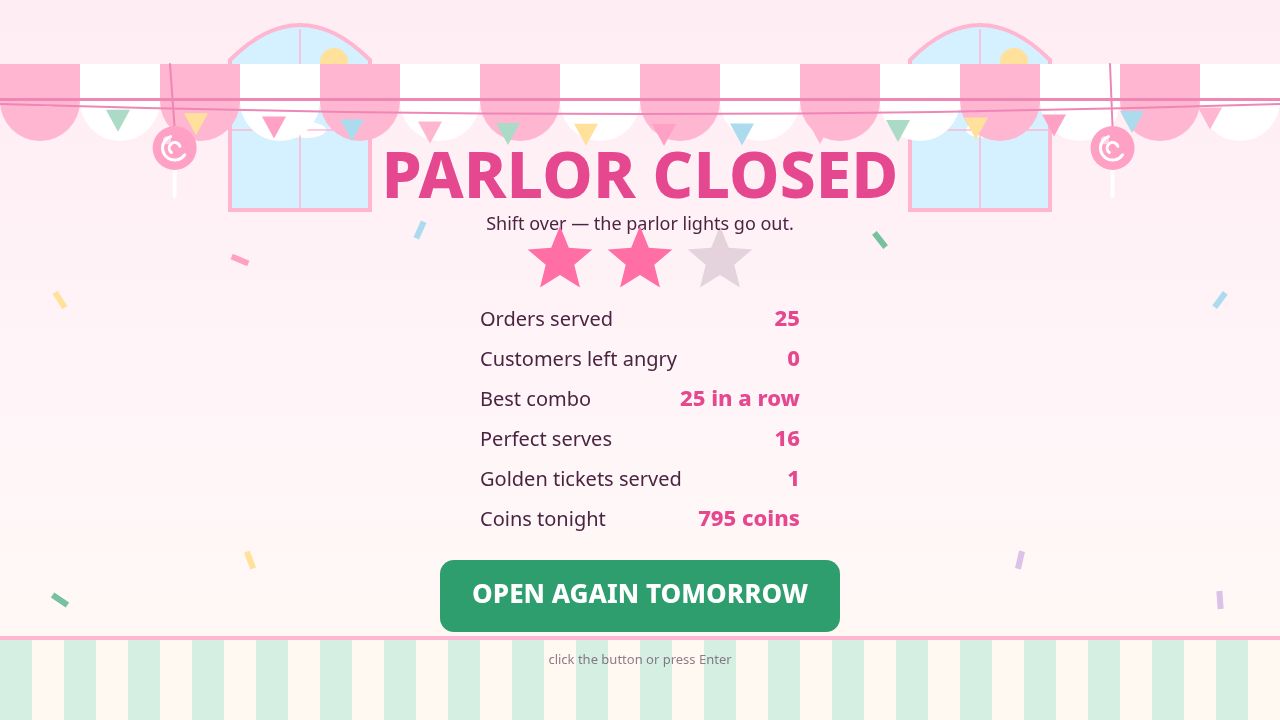 PARLOR CLOSED
Shift over — the parlor lights go out.
Orders served 25
Customers left angry 0
Best combo 25 in a row
Perfect serves 16
Golden tickets served 1
Coins tonight 795 coins
OPEN AGAIN TOMORROW
click the button or press Enter